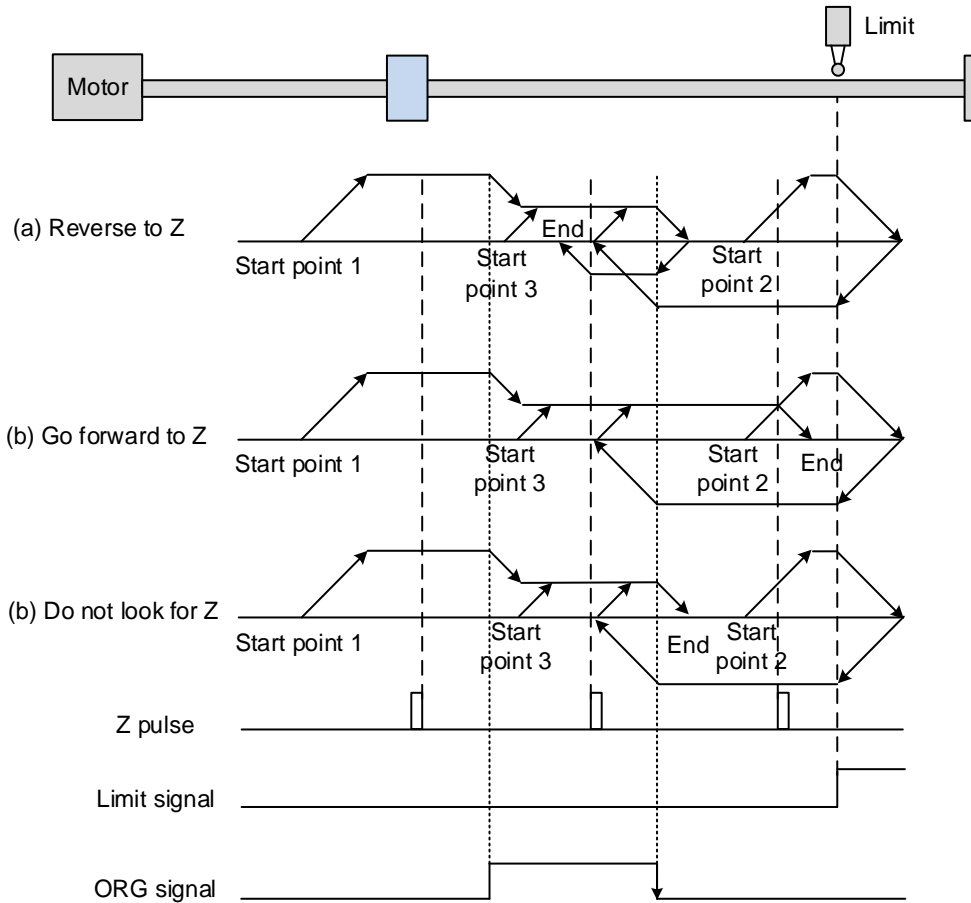 Limit
Motor
(a) Reverse to Z
End
Start point 1
Start
point 3
Start
point 2
(b) Go forward to Z
Start point 1
Start
point 3
Start
point 2
End
(b) Do not look for Z
Start point 1
Start
point 3
End
Start
point 2
Z pulse
Limit signal
ORG signal